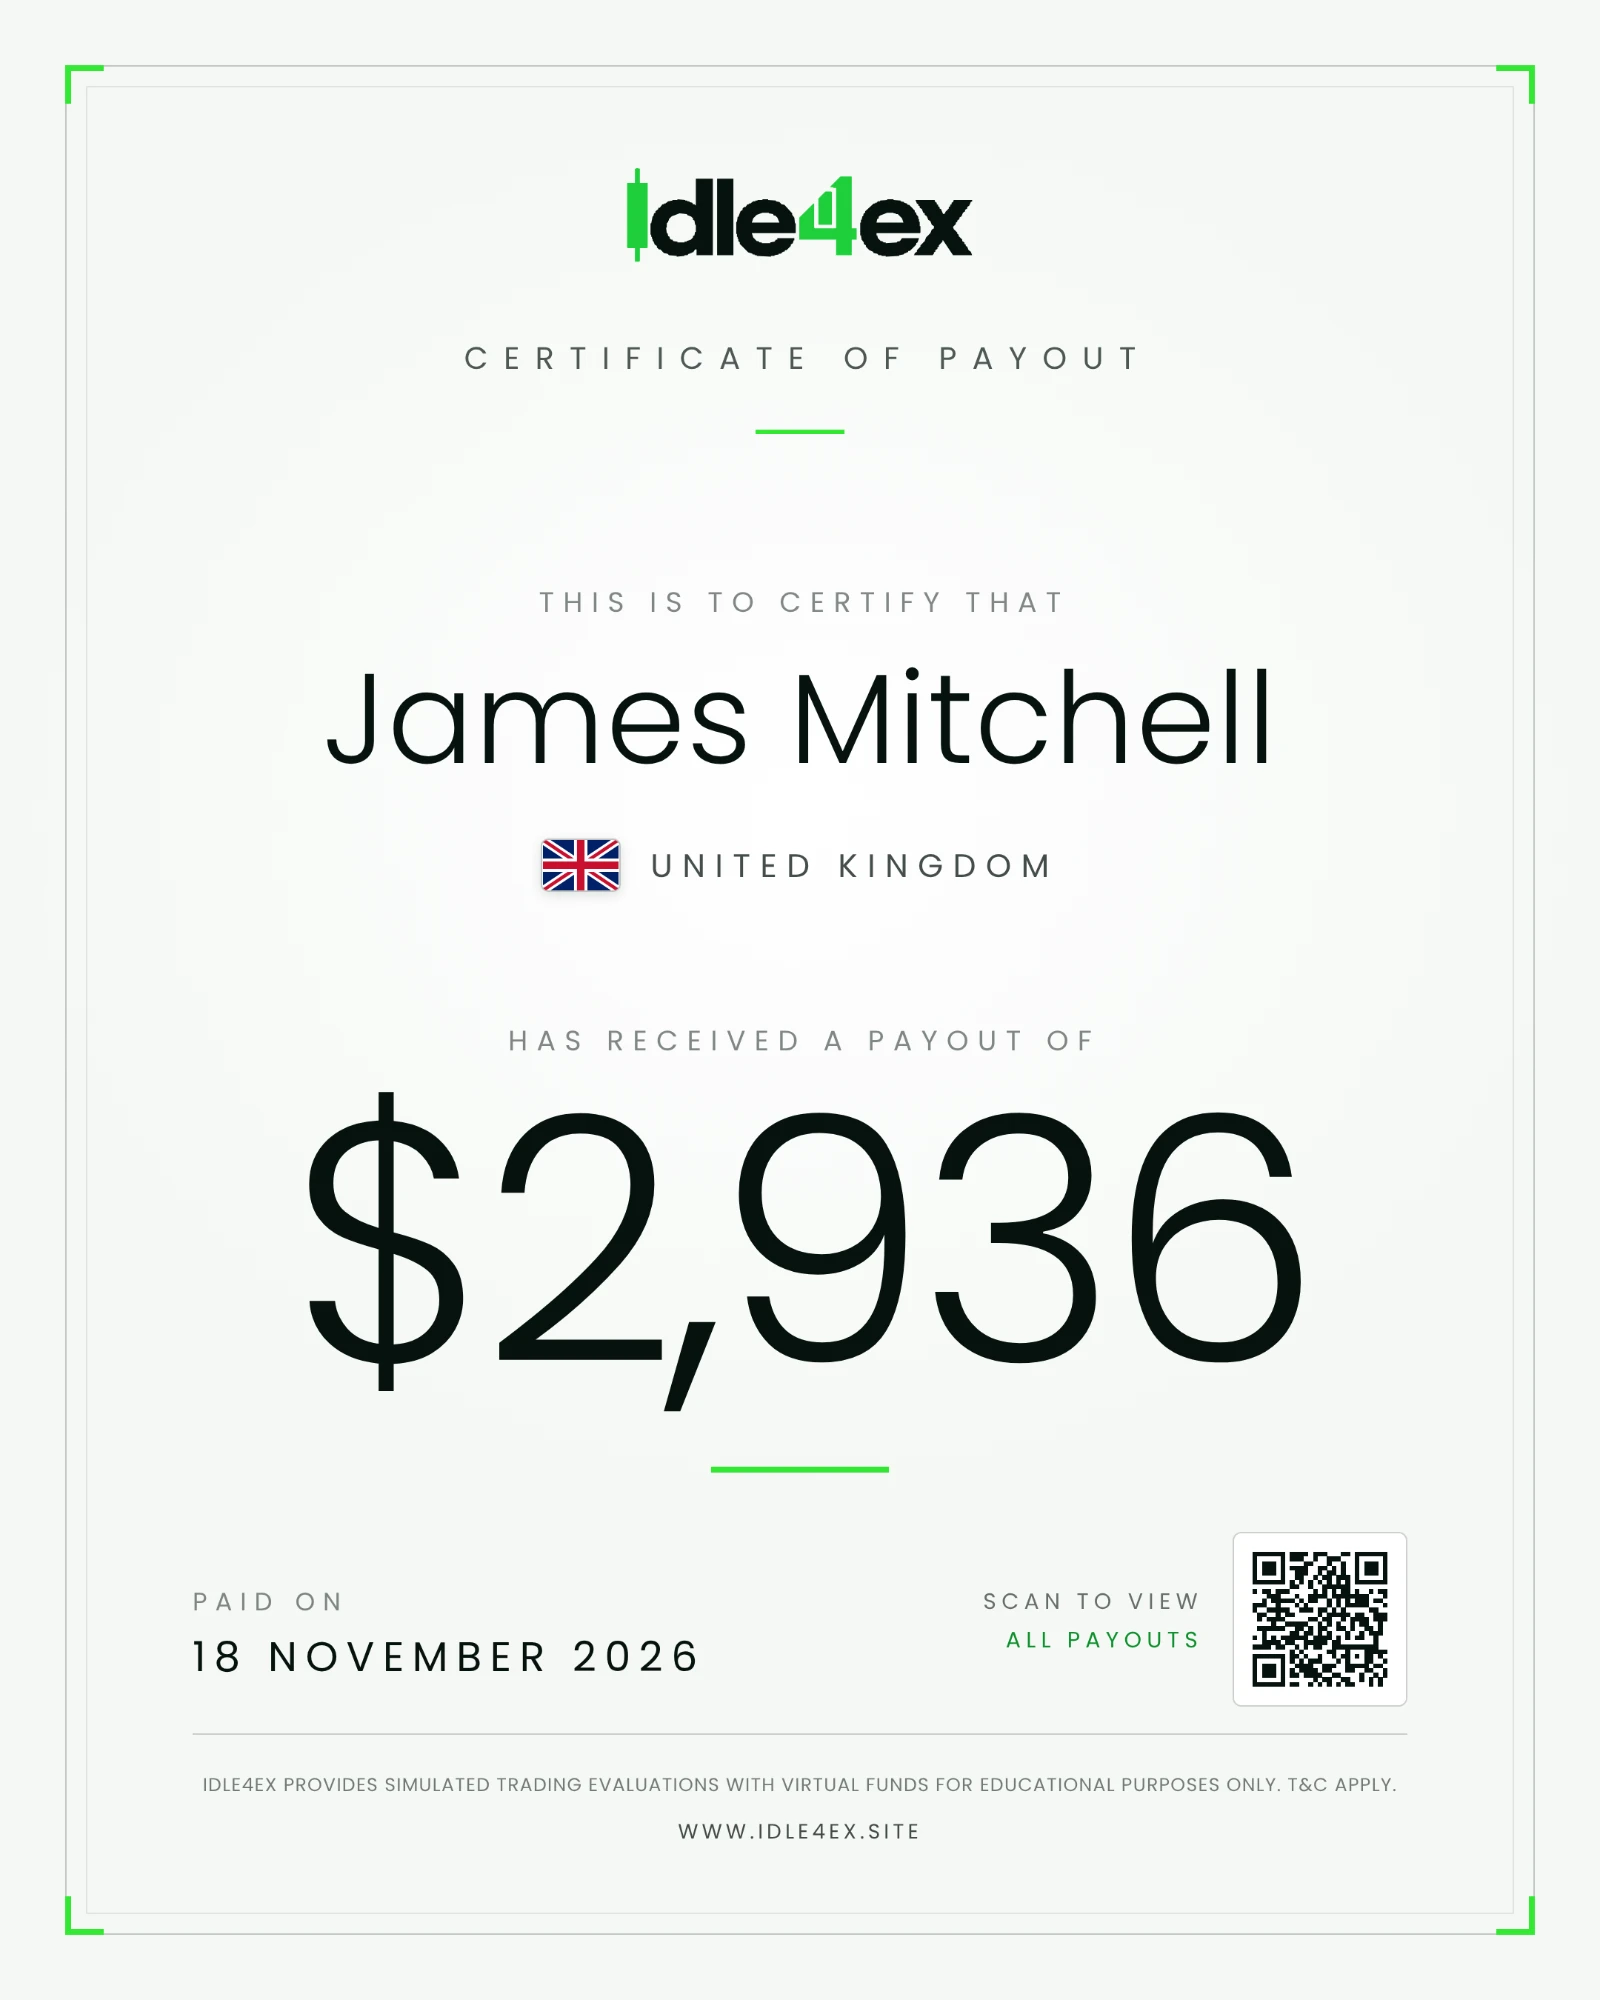 Idle4ex
CERTIFICATE OF PAYOUT
THIS IS TO CERTIFY THAT
James Mitchell
UNITED KINGDOM
HAS RECEIVED A PAYOUT OF
$2,936
PAID ON
18 NOVEMBER 2026
SCAN TO VIEW
ALL PAYOUTS
IDLE4EX PROVIDES SIMULATED TRADING EVALUATIONS WITH VIRTUAL FUNDS FOR EDUCATIONAL PURPOSES ONLY. T&C APPLY.
WWW.IDLE4EX.SITE